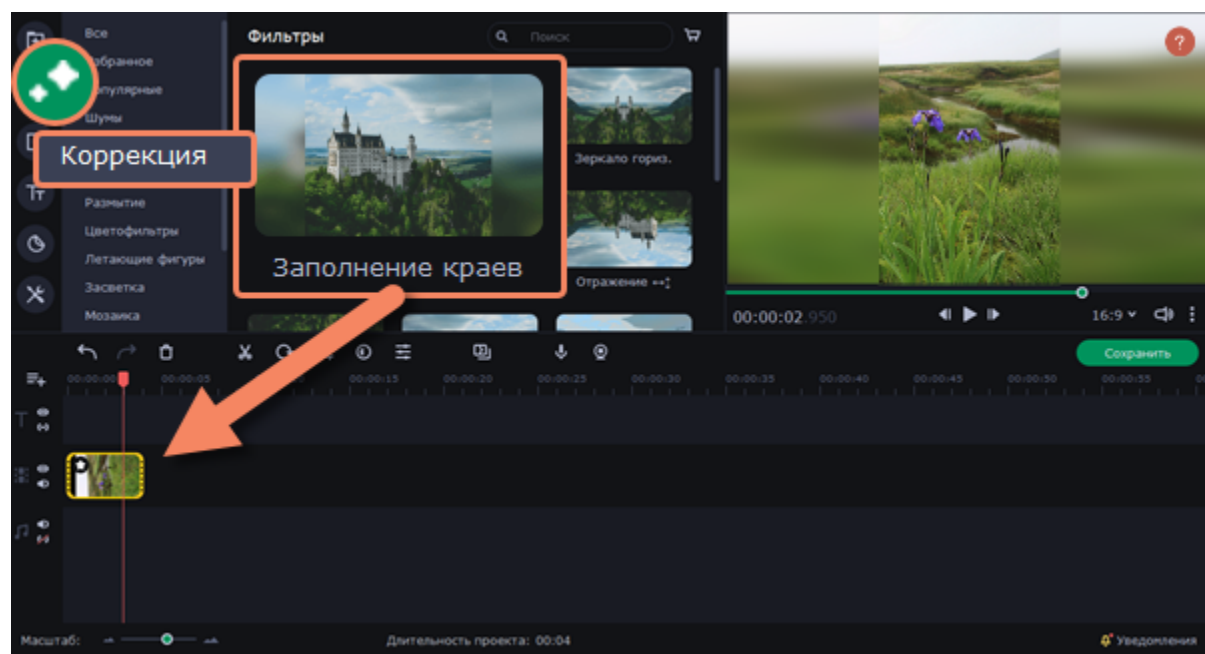 Все
Избранное
Популярные
Шумы
Коррекция
Размытие
Цветофильтры
Летающие фигуры
Засветка
Мозаика
Фильтры
Поиск
Заполнение краев
Зеркало гориз.
Отражение ↔↕
?
00:00:02.950
16:9
Сохранить
00:00:00 00:00:05 00:00:15 00:00:20 00:00:25 00:00:30 00:00:35 00:00:40 00:00:45 00:00:50 00:00:55
Масштаб:
Длительность проекта: 00:04
Уведомления